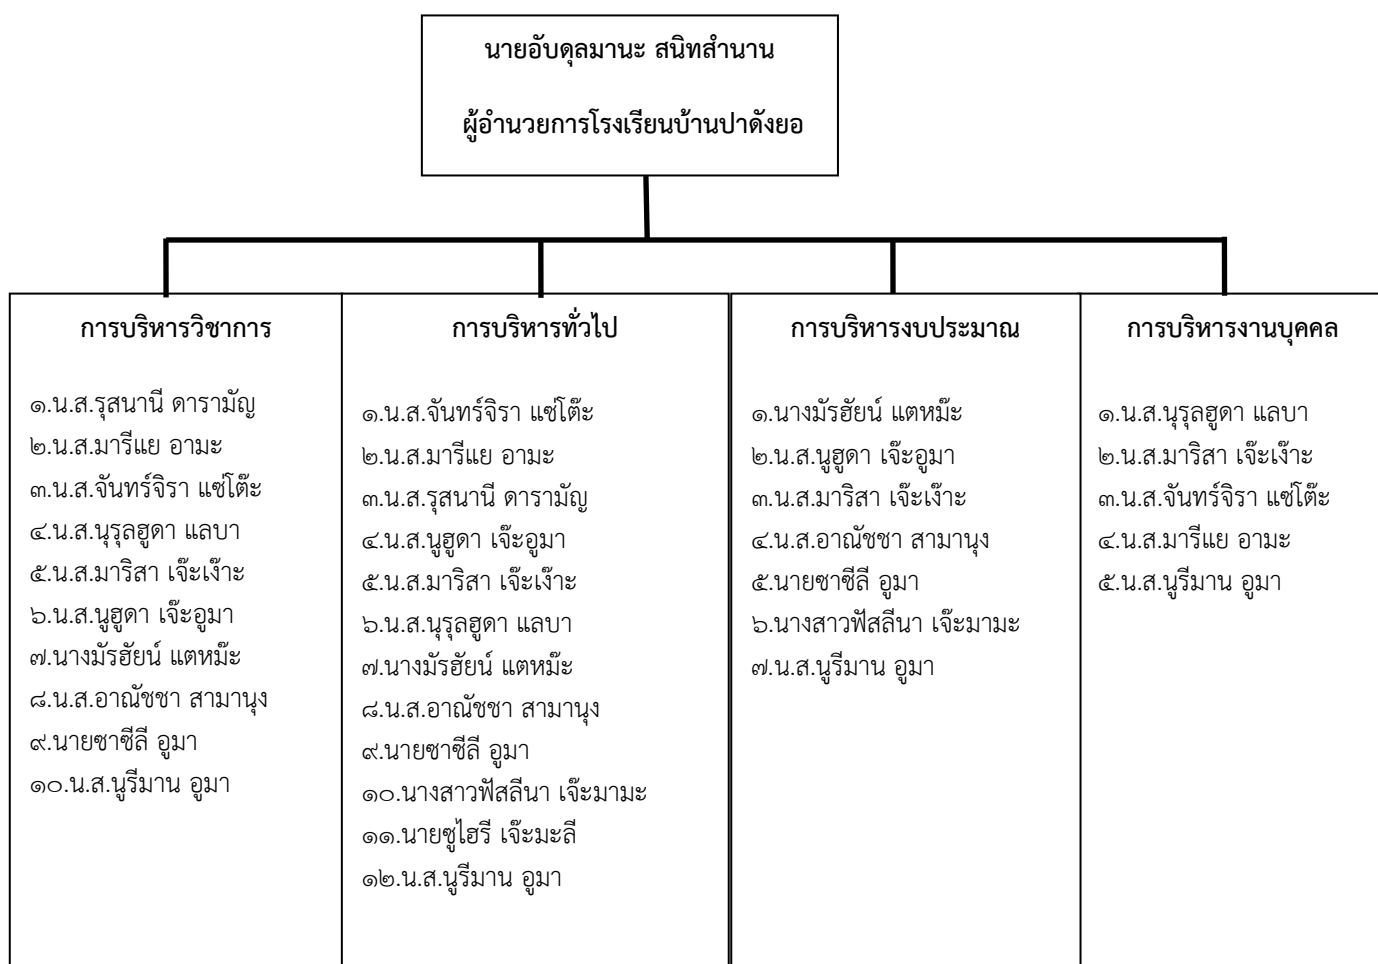 นายอับดุลมานะ สนิทสำนาน
ผู้อำนวยการโรงเรียนบ้านปาดังยอ
การบริหารวิชาการ
๑.น.ส.รุสนานี ดารามัญ
๒.น.ส.มารีแย อามะ
๓.น.ส.จันทร์จิรา แซ่โต๊ะ
๔.น.ส.นุรุลฮูดา แลบา
๕.น.ส.มาริสา เจ๊ะเง๊าะ
๖.น.ส.นูฮูดา เจ๊ะอูมา
๗.นางมัรฮัยน์ แตหม๊ะ
๘.น.ส.อาณัชชา สามานุง
๙.นายซาซีลี อูมา
๑๐.น.ส.นูรีมาน อูมา
การบริหารทั่วไป
๑.น.ส.จันทร์จิรา แซ่โต๊ะ
๒.น.ส.มารีแย อามะ
๓.น.ส.รุสนานี ดารามัญ
๔.น.ส.นูฮูดา เจ๊ะอูมา
๕.น.ส.มาริสา เจ๊ะเง๊าะ
๖.น.ส.นุรุลฮูดา แลบา
๗.นางมัรฮัยน์ แตหม๊ะ
๘.น.ส.อาณัชชา สามานุง
๙.นายซาซีลี อูมา
๑๐.นางสาวฟัสลีนา เจ๊ะมามะ
๑๑.นายซูไฮรี เจ๊ะมะลี
๑๒.น.ส.นูรีมาน อูมา
การบริหารงบประมาณ
๑.นางมัรฮัยน์ แตหม๊ะ
๒.น.ส.นูฮูดา เจ๊ะอูมา
๓.น.ส.มาริสา เจ๊ะเง๊าะ
๔.น.ส.อาณัชชา สามานุง
๕.นายซาซีลี อูมา
๖.นางสาวฟัสลีนา เจ๊ะมามะ
๗.น.ส.นูรีมาน อูมา
การบริหารงานบุคคล
๑.น.ส.นุรุลฮูดา แลบา
๒.น.ส.มาริสา เจ๊ะเง๊าะ
๓.น.ส.จันทร์จิรา แซ่โต๊ะ
๔.น.ส.มารีแย อามะ
๕.น.ส.นูรีมาน อูมา